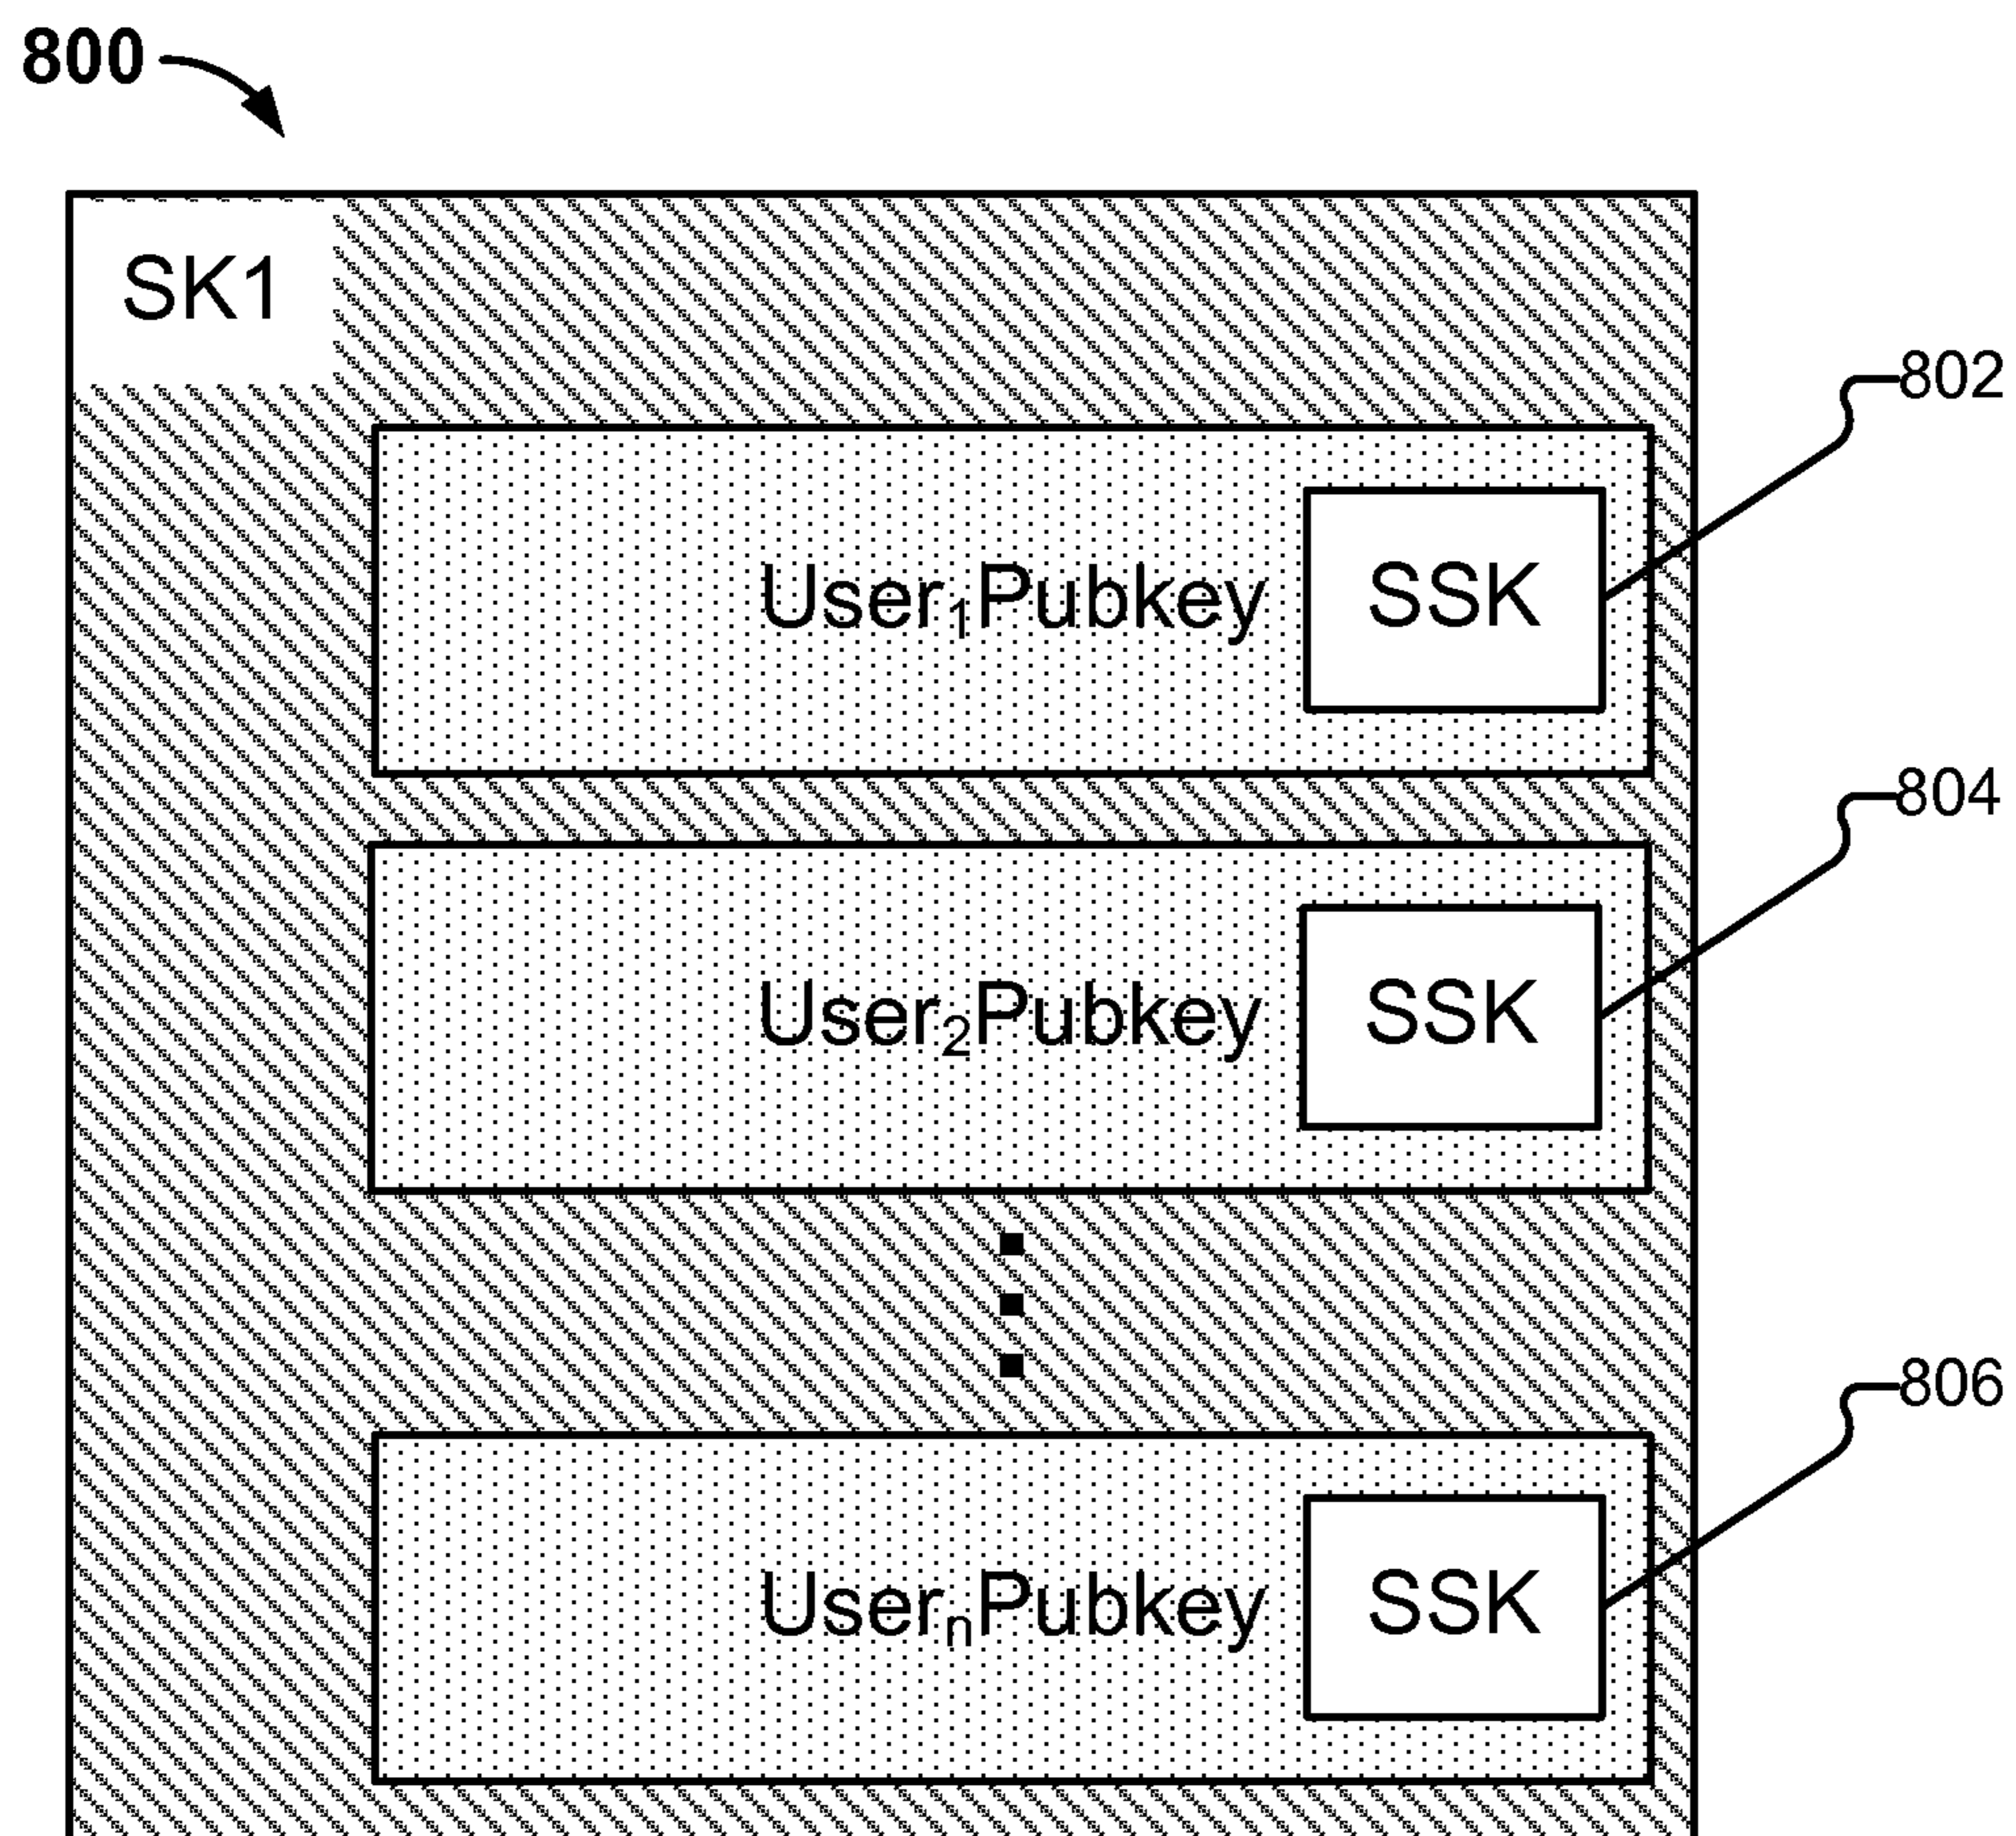 800
SK1
802
User₁Pubkey SSK
804
User₂Pubkey SSK
806
UserₙPubkey SSK